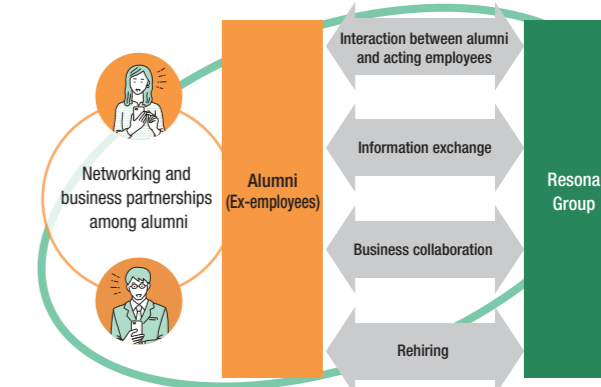 Networking and
business partnerships
among alumni
Alumni
(Ex-employees)
Interaction between alumni
and acting employees
Information exchange
Business collaboration
Rehiring
Resona
Group